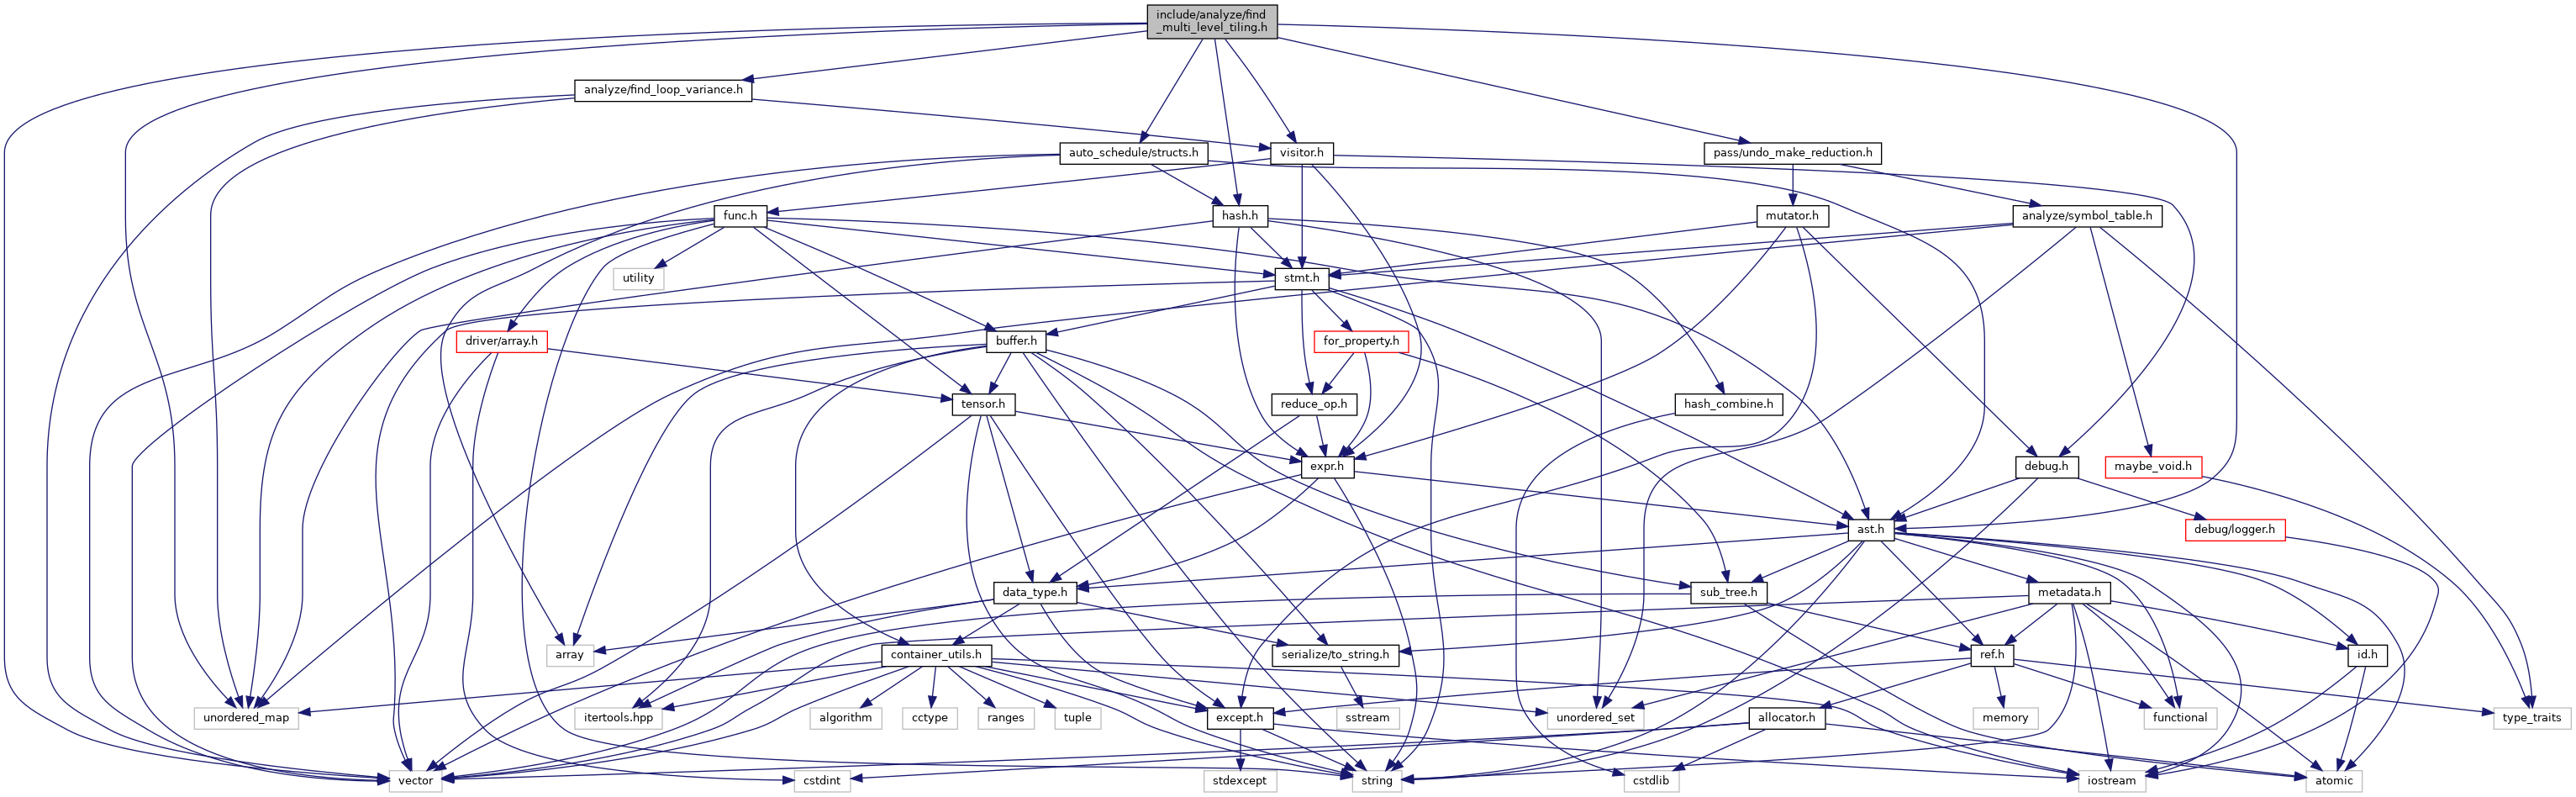 include/analyze/find
_multi_level_tiling.h
analyze/find_loop_variance.h
auto_schedule/structs.h
visitor.h
pass/undo_make_reduction.h
func.h
hash.h
mutator.h
analyze/symbol_table.h
utility
stmt.h
driver/array.h
buffer.h
for_property.h
tensor.h
reduce_op.h
hash_combine.h
expr.h
debug.h
maybe_void.h
ast.h
debug/logger.h
data_type.h
sub_tree.h
metadata.h
array
container_utils.h
serialize/to_string.h
ref.h
id.h
unordered_map
itertools.hpp
algorithm
cctype
ranges
tuple
except.h
sstream
unordered_set
allocator.h
memory
functional
type_traits
vector
cstdint
stdexcept
string
cstdlib
iostream
atomic